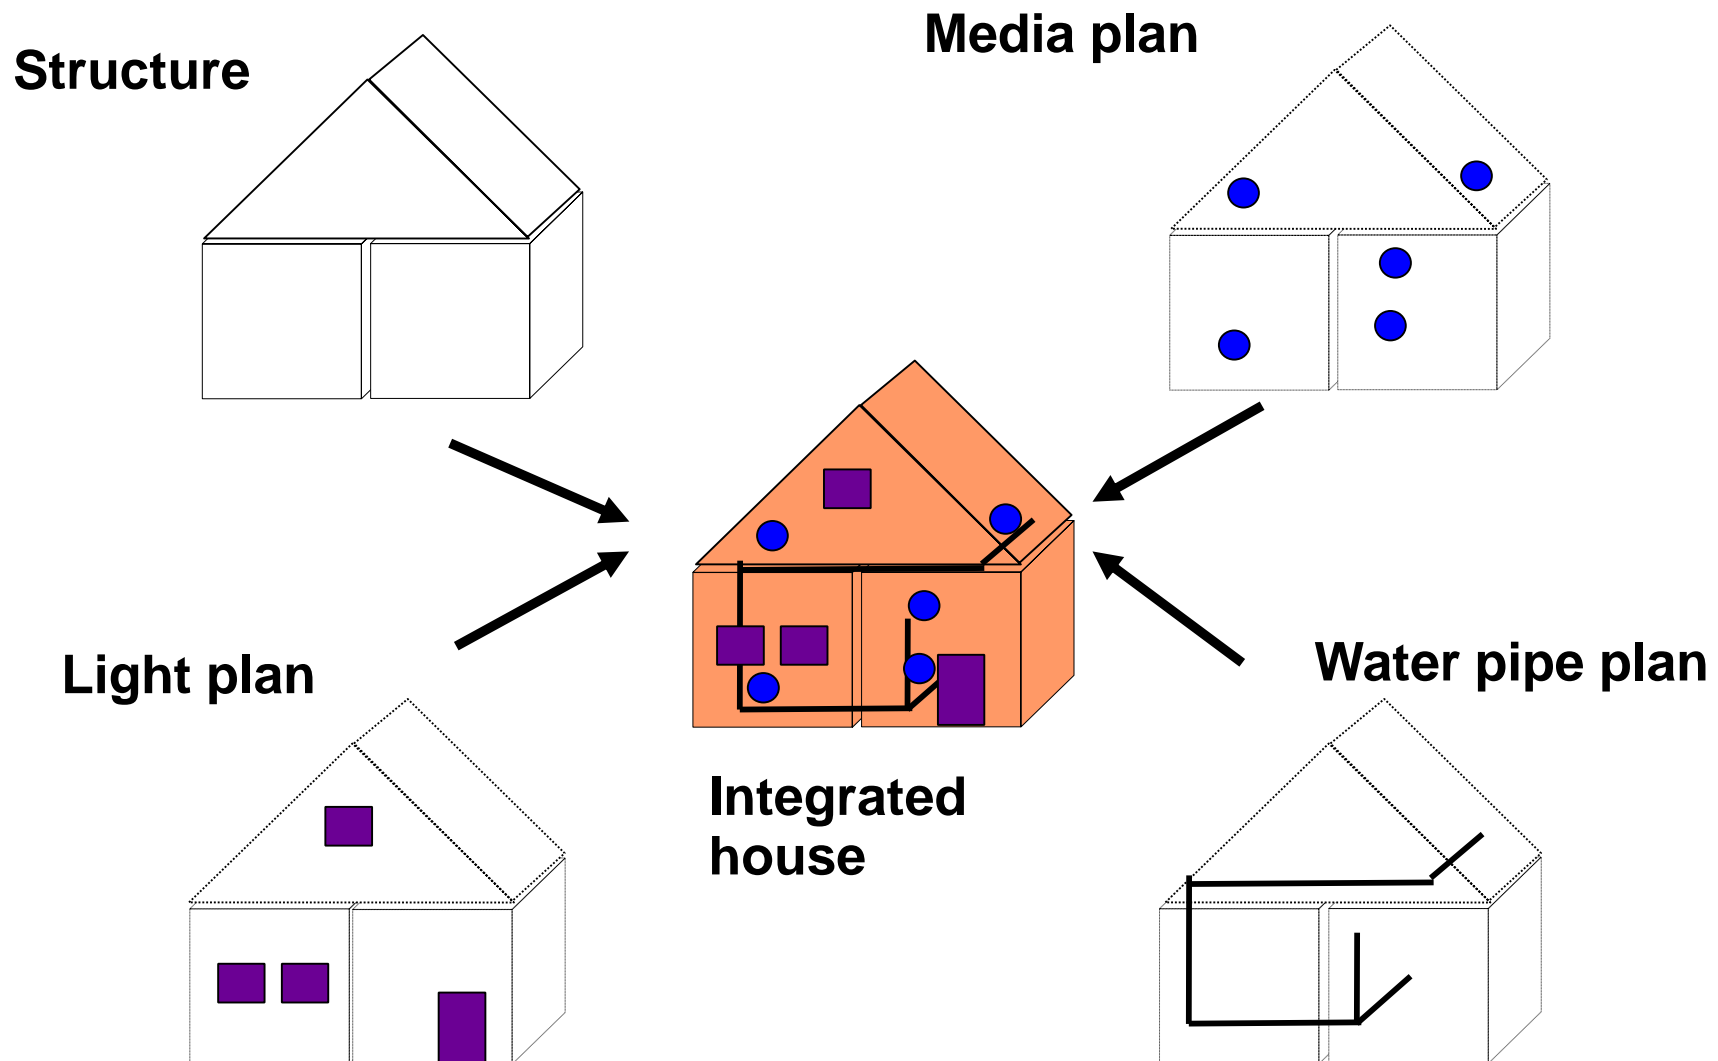 Structure
Media plan
Light plan
Water pipe plan
Integrated
house